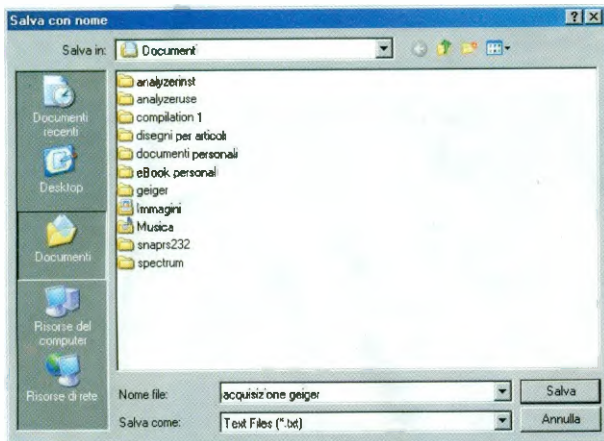 Salva con nome
Salva in:
Document
Documenti recenti
Desktop
Documenti
Risorse del computer
Risorse di rete
analyzerinst
analyzeruse
compilation 1
disegni per articoli
documenti personali
eBook personali
geiger
Immagini
Musica
snaprs232
spectrum
Nome file:
acquisizione geiger
Salva
Salva come:
Text Files (*.txt)
Annulla